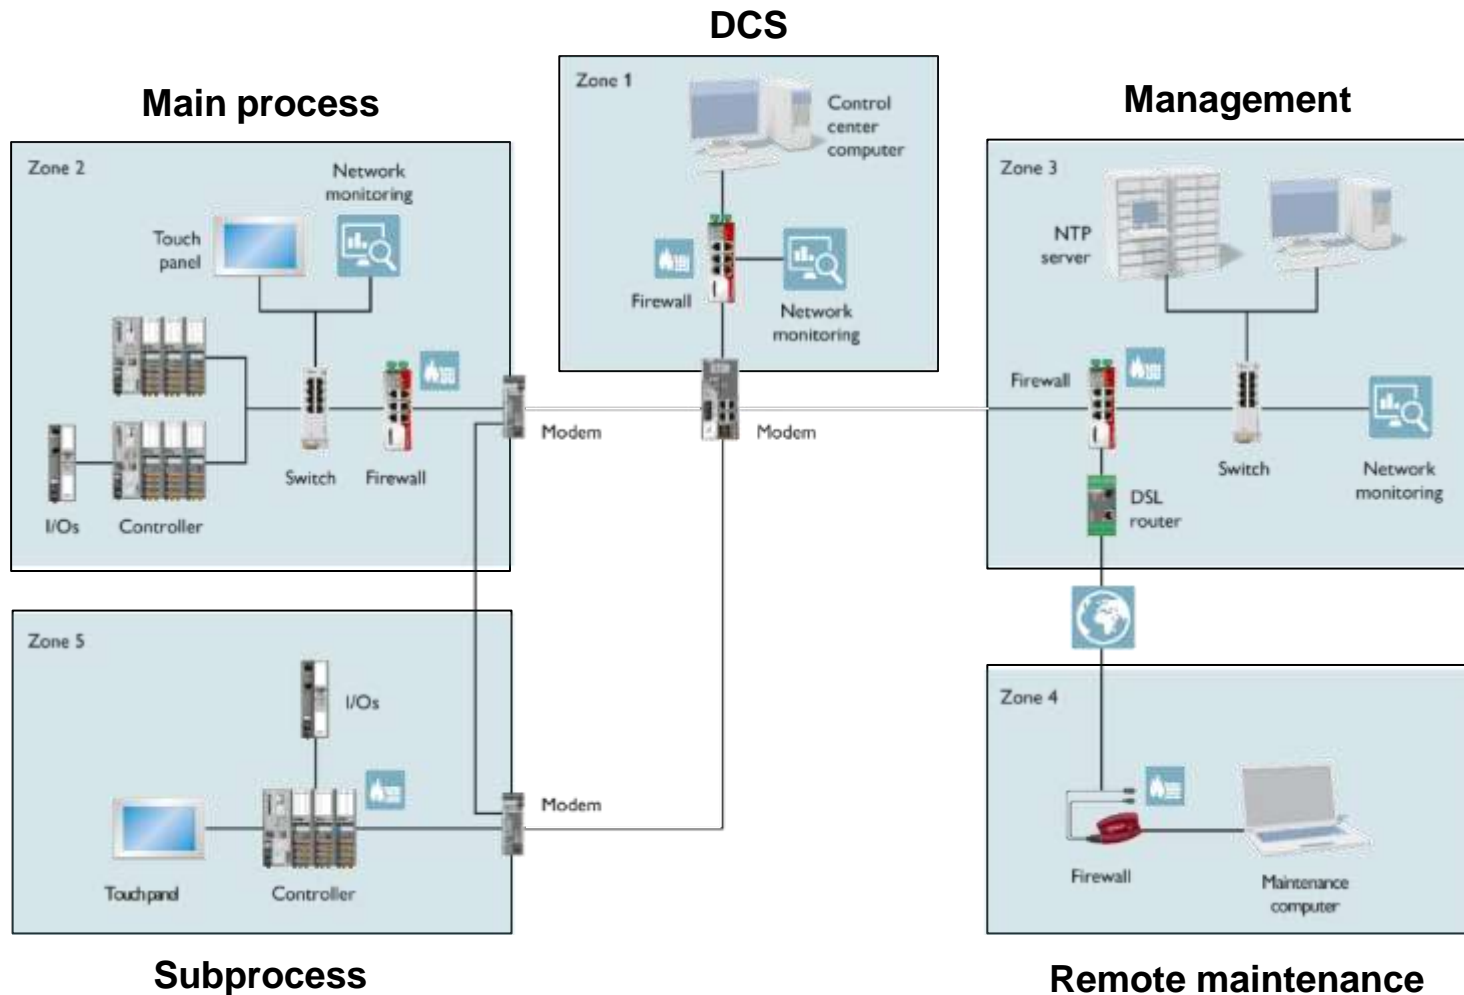 DCS
Main process
Management
Zone 1
Control
center
computer
Firewall
Network
monitoring
Modem
Zone 2
Network
monitoring
Touch
panel
Switch
Firewall
I/Os
Controller
Modem
Zone 3
NTP
server
Firewall
Switch
Network
monitoring
DSL
router
Zone 5
I/Os
Modem
Touchpanel
Controller
Zone 4
Firewall
Maintenance
computer
Subprocess
Remote maintenance